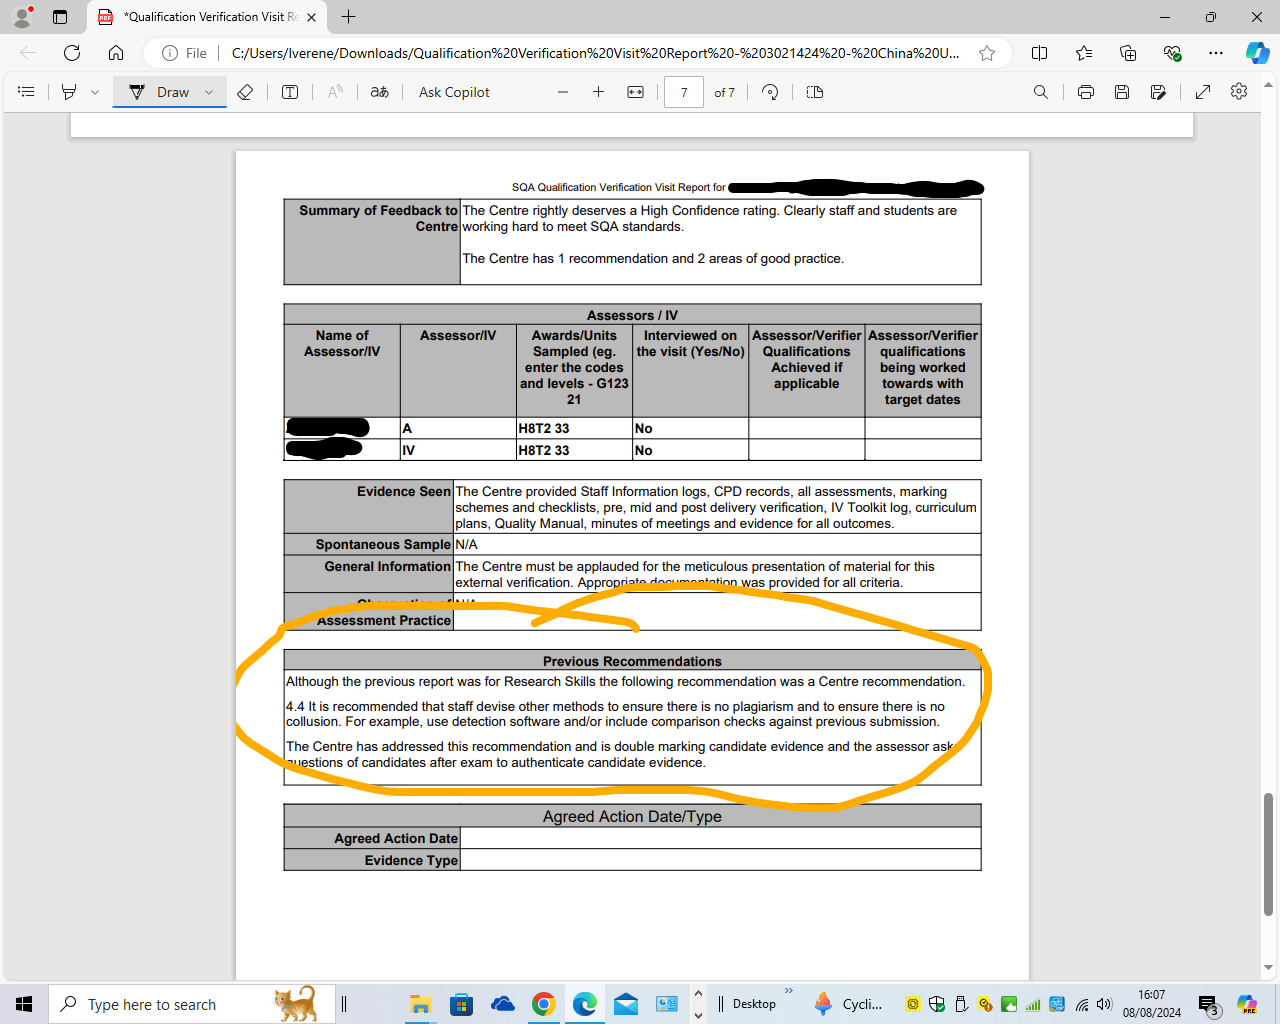 *Qualification Verification Visit Re
File
C:/Users/lverene/Downloads/Qualification%20Verification%20Visit%20Report%20-%203021424%20-%20China%20U...
Draw
Ask Copilot
7
of 7
SQA Qualification Verification Visit Report for
Summary of Feedback to Centre
The Centre rightly deserves a High Confidence rating. Clearly staff and students are
working hard to meet SQA standards.
The Centre has 1 recommendation and 2 areas of good practice.
Assessors / IV
Name of Assessor/IV
Assessor/IV
Awards/Units Sampled (eg. enter the codes and levels - G123 21
Interviewed on the visit (Yes/No)
Assessor/Verifier Qualifications Achieved if applicable
Assessor/Verifier qualifications being worked towards with target dates
A H8T2 33 No
IV H8T2 33 No
Evidence Seen
The Centre provided Staff Information logs, CPD records, all assessments, marking
schemes and checklists, pre, mid and post delivery verification, IV Toolkit log, curriculum
plans, Quality Manual, minutes of meetings and evidence for all outcomes.
Spontaneous Sample N/A
General Information
The Centre must be applauded for the meticulous presentation of material for this
external verification. Appropriate documentation was provided for all criteria.
Observation of Assessment Practice
N/A
Previous Recommendations
Although the previous report was for Research Skills the following recommendation was a Centre recommendation.
4.4 It is recommended that staff devise other methods to ensure there is no plagiarism and to ensure there is no
collusion. For example, use detection software and/or include comparison checks against previous submission.
The Centre has addressed this recommendation and is double marking candidate evidence and the assessor ask
questions of candidates after exam to authenticate candidate evidence.
Agreed Action Date/Type
Agreed Action Date
Evidence Type
Type here to search
Desktop
Cycli...
16:07
08/08/2024
3